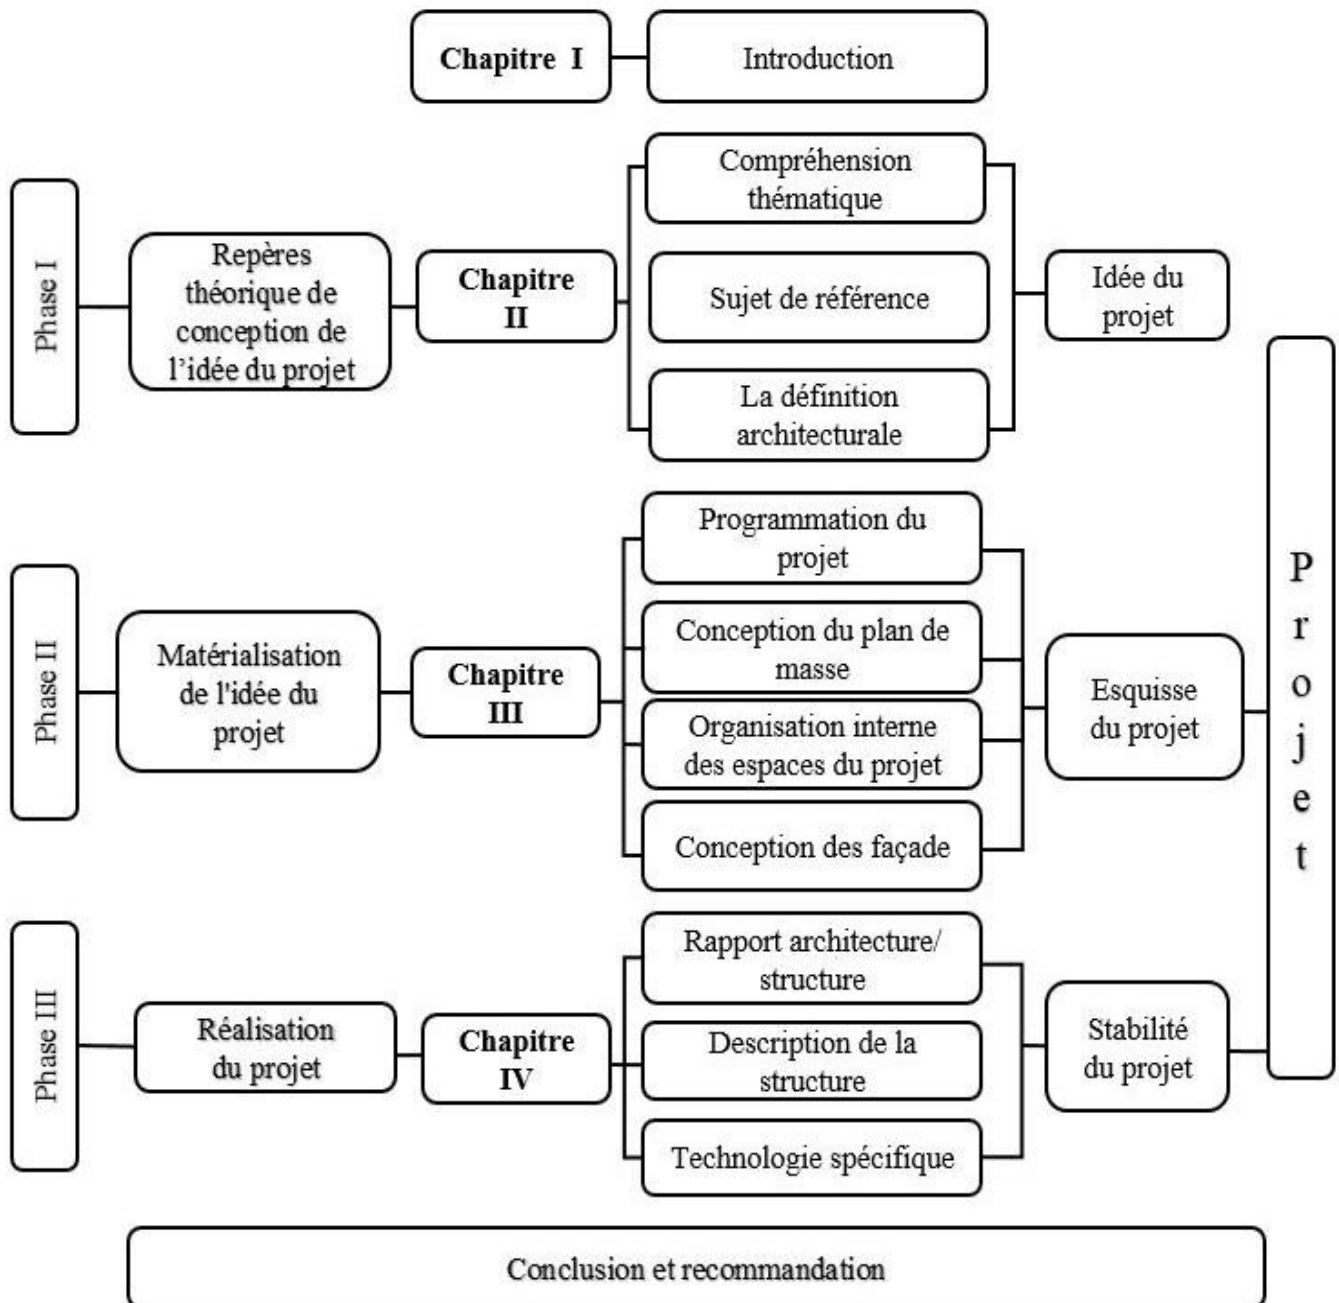 Chapitre I
Introduction
Phase I
Repères
théorique de
conception de
l’idée du projet
Chapitre
II
Compréhension
thématique
Sujet de référence
La définition
architecturale
Idée du
projet
Phase II
Matérialisation
de l'idée du
projet
Chapitre
III
Programmation du
projet
Conception du plan de
masse
Organisation interne
des espaces du projet
Conception des façade
Esquisse
du projet
Phase III
Réalisation
du projet
Chapitre
IV
Rapport architecture/
structure
Description de la
structure
Technologie spécifique
Stabilité
du projet
Projet
Conclusion et recommandation